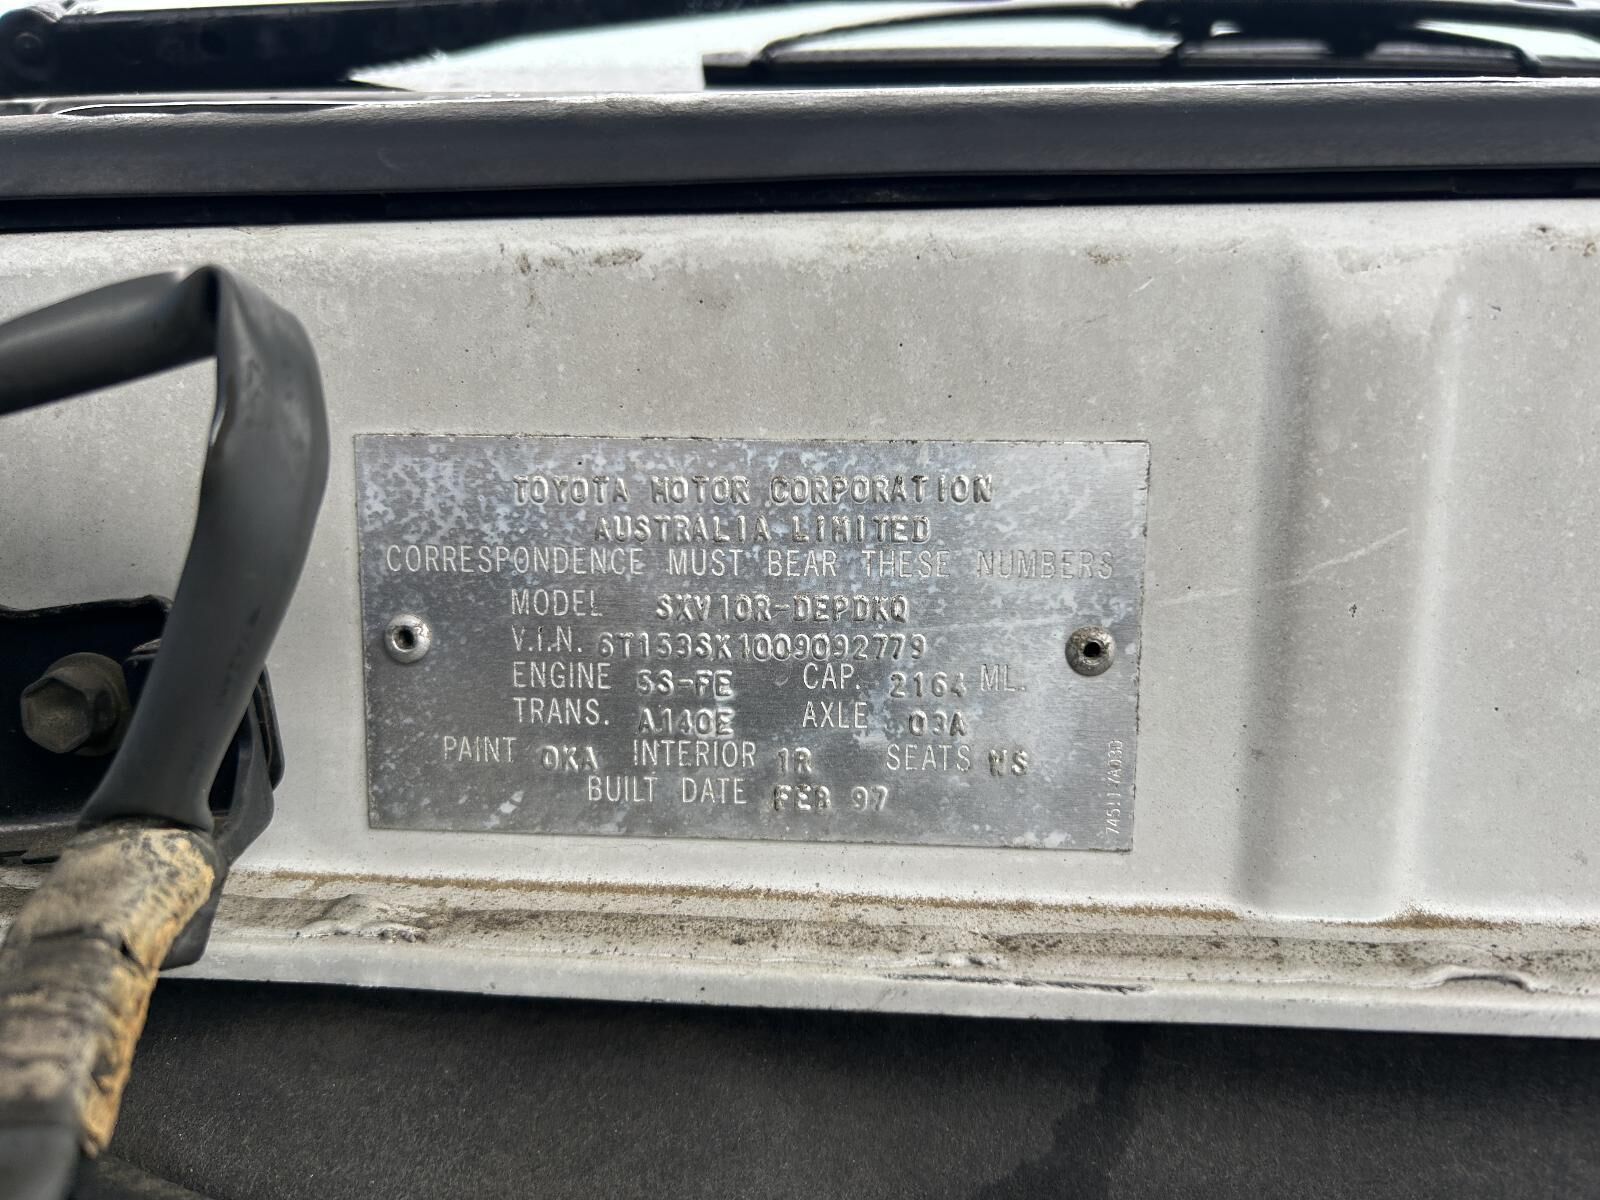 TOYOTA MOTOR CORPORATION
AUSTRALIA LIMITED
CORRESPONDENCE MUST BEAR THESE NUMBERS
MODEL SXV10R-DEPDKQ
V.I.N. 6T153SK1009092779
ENGINE 5S-FE CAP. 2164 ML.
TRANS. A140E AXLE 03A
PAINT 0KA INTERIOR 1R SEATS WS
BUILT DATE FEB 97